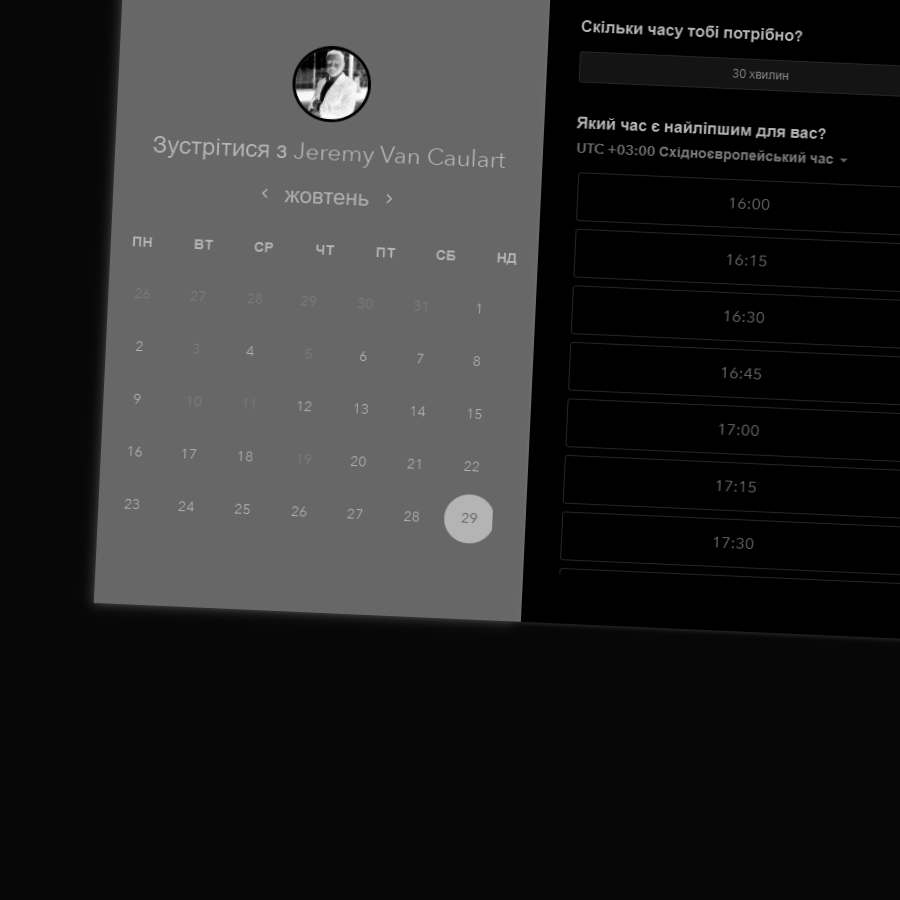 Зустрітися з Jeremy Van Caulart
жовтень
ПН ВТ СР ЧТ ПТ СБ НД
26 27 28 29 30 31 1
2 3 4 5 6 7 8
9 10 11 12 13 14 15
16 17 18 19 20 21 22
23 24 25 26 27 28 29
Скільки часу тобі потрібно?
30 хвилин
Який час є найліпшим для вас?
UTC +03:00 Східноєвропейський час
16:00
16:15
16:30
16:45
17:00
17:15
17:30